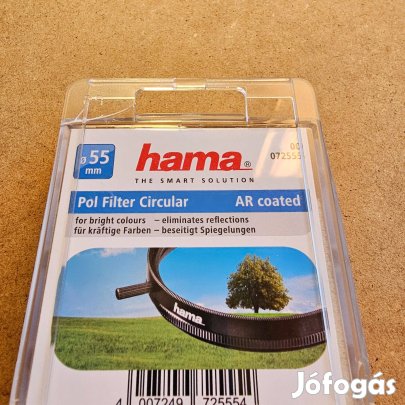 ø 55
mm
hama®
THE SMART SOLUTION
00
072555
Pol Filter Circular AR coated
for bright colours – eliminates reflections
für kräftige Farben – beseitigt Spiegelungen
hama®
4 007249 725554
Jófogás